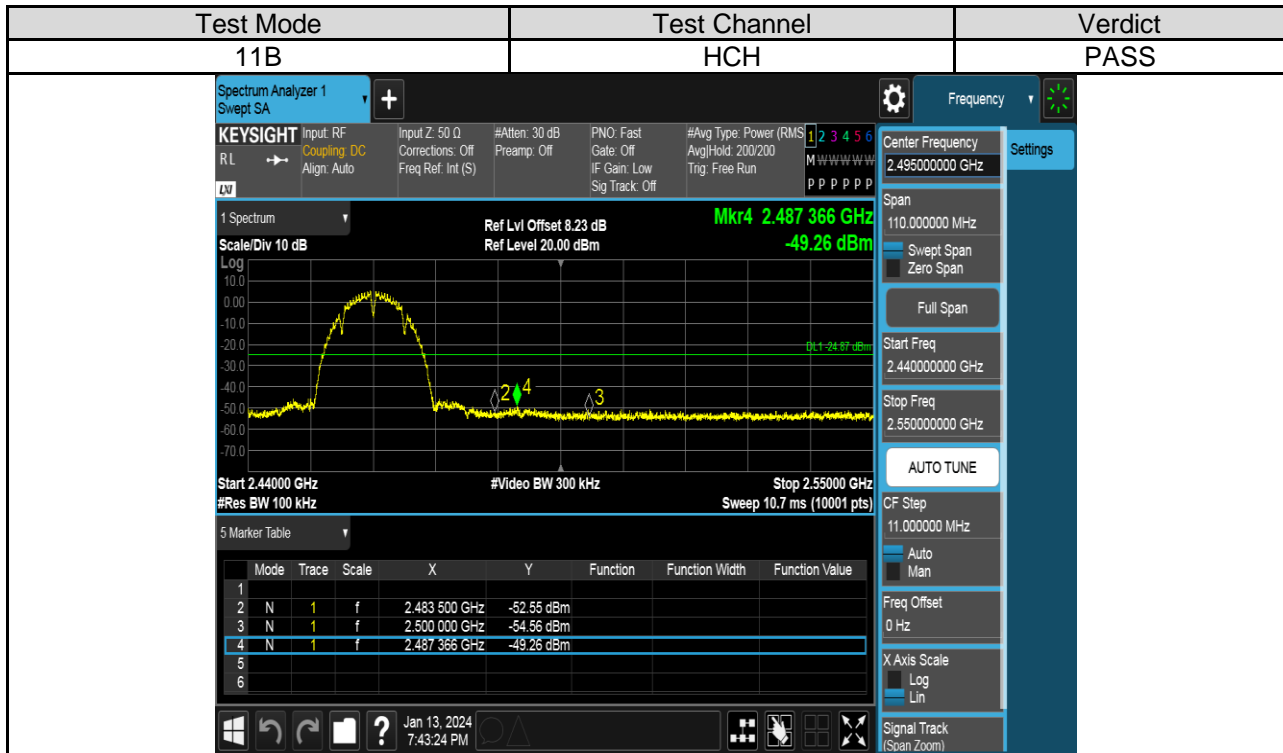 Test Mode Test Channel Verdict
11B HCH PASS
Spectrum Analyzer 1
Swept SA
Frequency
KEYSIGHT Input: RF Input Z: 50 Ω #Atten: 30 dB PNO: Fast #Avg Type: Power (RMS 1 2 3 4 5 6
RL Coupling: DC Corrections: Off Preamp: Off Gate: Off Avg|Hold: 200/200 M W W W W W
Align: Auto Freq Ref: Int (S) IF Gain: Low Trig: Free Run
LXI Sig Track: Off P P P P P P
1 Spectrum Ref Lvl Offset 8.23 dB Mkr4 2.487 366 GHz
Scale/Div 10 dB Ref Level 20.00 dBm -49.26 dBm
Log
10.0
0.00
-10.0
-20.0
DL1 -24.87 dBm
-30.0
-40.0
2 4 3
-50.0
-60.0
-70.0
Start 2.44000 GHz #Video BW 300 kHz Stop 2.55000 GHz
#Res BW 100 kHz Sweep 10.7 ms (10001 pts)
5 Marker Table
Mode Trace Scale X Y Function Function Width Function Value
1
2 N 1 f 2.483 500 GHz -52.55 dBm
3 N 1 f 2.500 000 GHz -54.56 dBm
4 N 1 f 2.487 366 GHz -49.26 dBm
5
6
? Jan 13, 2024
7:43:24 PM
Center Frequency
2.495000000 GHz
Settings
Span
110.000000 MHz
Swept Span
Zero Span
Full Span
Start Freq
2.440000000 GHz
Stop Freq
2.550000000 GHz
AUTO TUNE
CF Step
11.000000 MHz
Auto
Man
Freq Offset
0 Hz
X Axis Scale
Log
Lin
Signal Track
(Span Zoom)